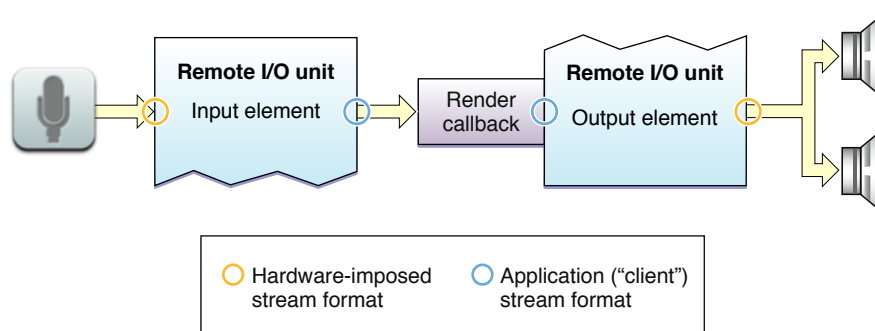 Remote I/O unit
Input element
Render
callback
Remote I/O unit
Output element
Hardware-imposed
stream format
Application (“client”)
stream format